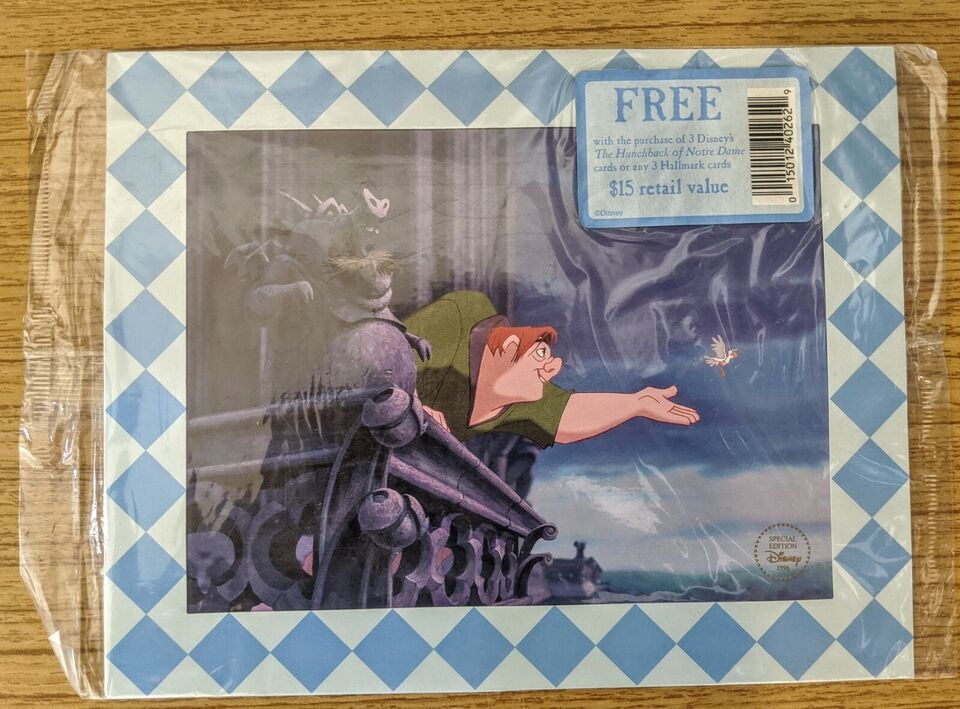 FREE
with the purchase of 3 Disney's
The Hunchback of Notre Dame
cards or any 3 Hallmark cards
$15 retail value
©Disney
0 15012 40262 9
SPECIAL
EDITION
Disney
1996